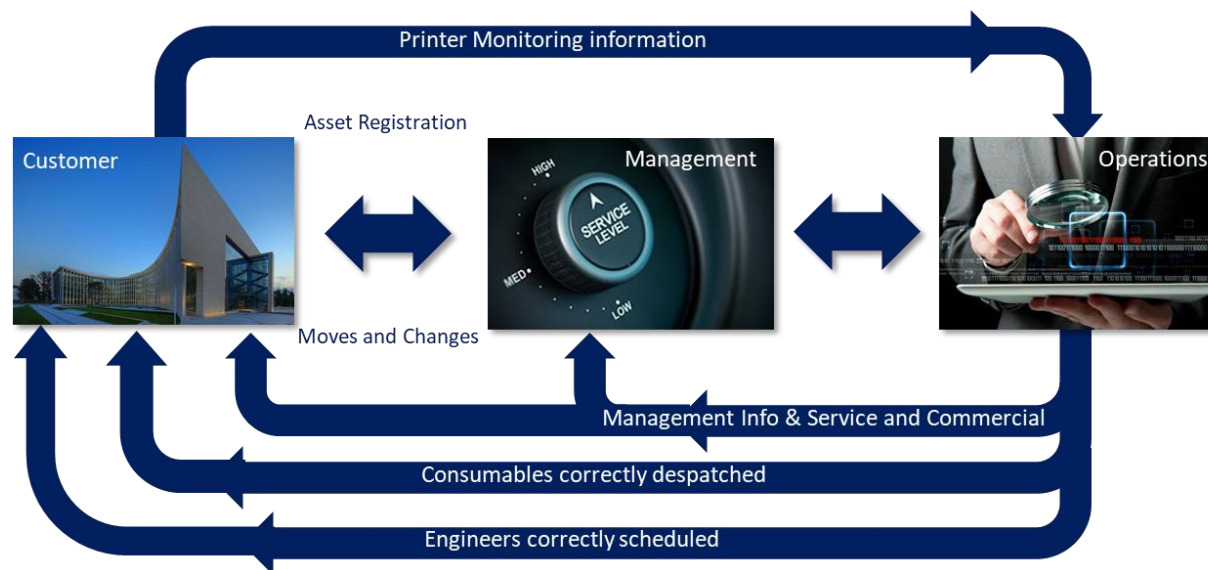 Printer Monitoring information
Asset Registration
Customer
Management
Operations
HIGH
SERVICE
LEVEL
MED
LOW
Moves and Changes
Management Info & Service and Commercial
Consumables correctly despatched
Engineers correctly scheduled